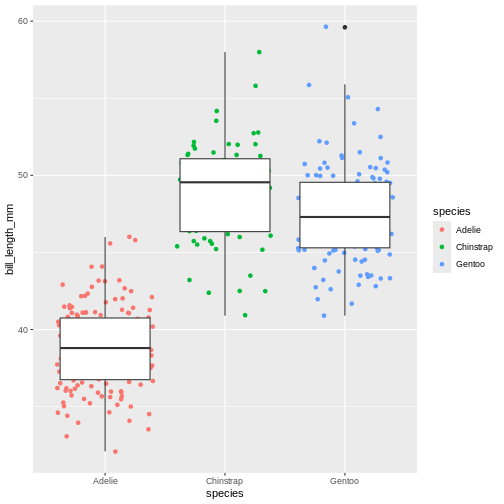 60
50
40
bill_length_mm
Adelie
Chinstrap
Gentoo
species
species
Adelie
Chinstrap
Gentoo